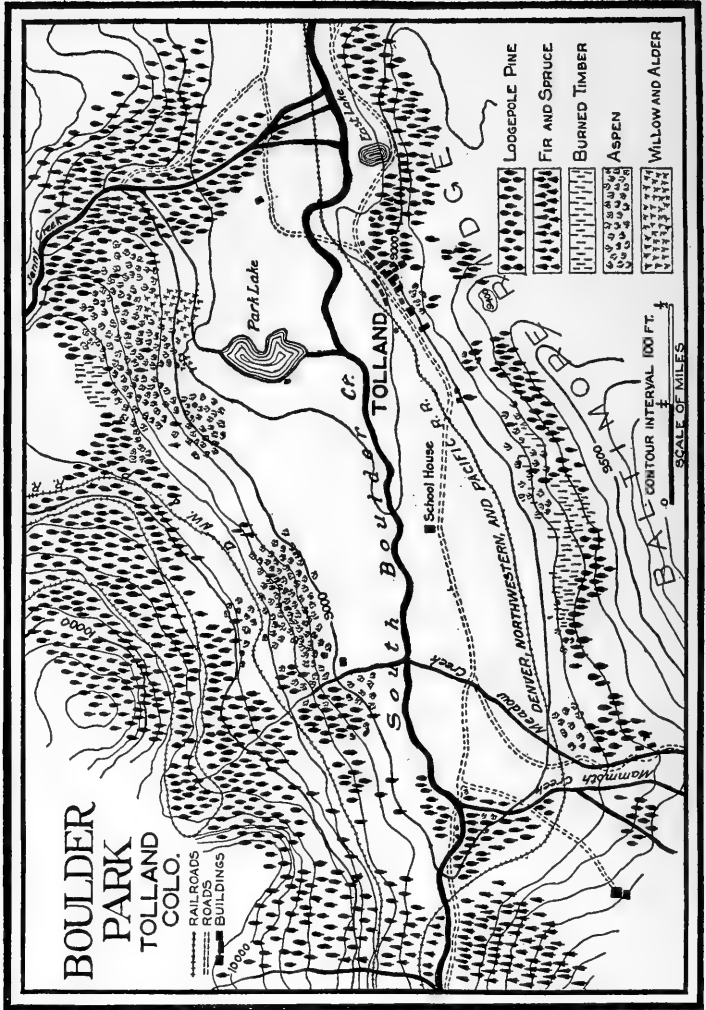 BOULDER
PARK
TOLLAND
COLO.
RAILROADS
ROADS
BUILDINGS
10000
10000
D. NW. R. R.
Jenny Creek
Park Lake
9000
South Boulder Cr.
East Lake
TOLLAND
9000
School House
DENVER, NORTHWESTERN, AND PACIFIC R. R.
Meadow Creek
Mammoth Creek
BALTIMORE RIDGE
9500
CONTOUR INTERVAL 100 FT.
0
SCALE OF MILES
LODGEPOLE PINE
FIR AND SPRUCE
BURNED TIMBER
ASPEN
WILLOW AND ALDER